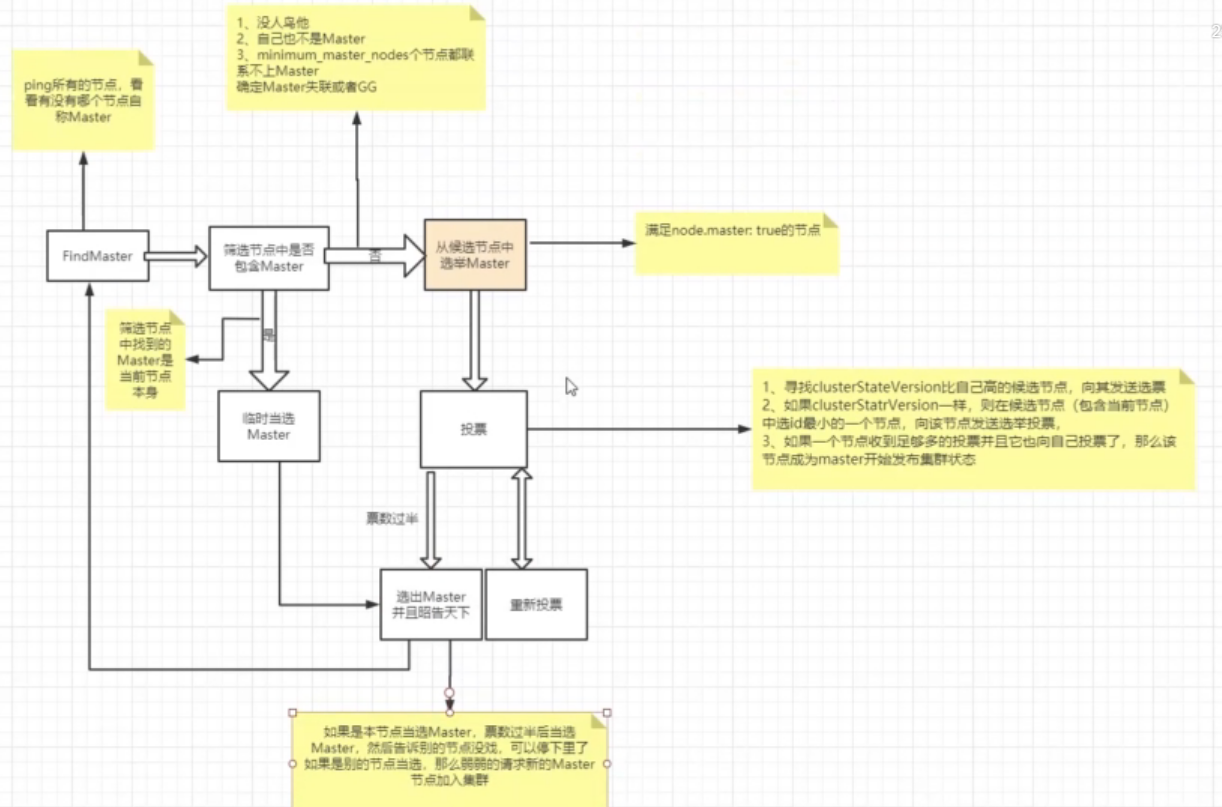 1、没人鸟他
2、自己也不是Master
3、minimum_master_nodes个节点都联
系不上Master
确定Master失联或者GG
2
ping所有的节点，看
看有没有哪个节点自
称Master
FindMaster
筛选节点中是否
包含Master
否
从候选节点中
选举Master
满足node.master: true的节点
筛选节点
中找到的
Master是
当前节点
本身
是
临时当选
Master
投票
1、寻找clusterStateVersion比自己高的候选节点，向其发送选票
2、如果clusterStatrVersion一样，则在候选节点（包含当前节点）
中选id最小的一个节点，向该节点发送选举投票，
3、如果一个节点收到足够多的投票并且它也向自己投票了，那么该
节点成为master开始发布集群状态
票数过半
选出Master
并且昭告天下
重新投票
如果是本节点当选Master，票数过半后当选
Master，然后告诉别的节点没戏，可以停下里了
如果是别的节点当选，那么弱弱的请求新的Master
节点加入集群